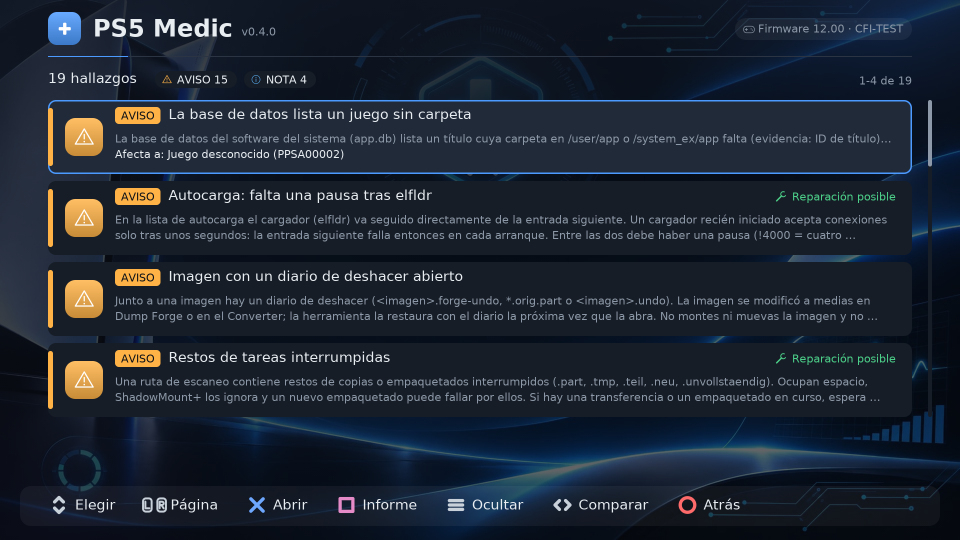 PS5 Medic v0.4.0
Firmware 12.00 · CFI-TEST
19 hallazgos
AVISO 15
NOTA 4
1-4 de 19
AVISO La base de datos lista un juego sin carpeta
La base de datos del software del sistema (app.db) lista un título cuya carpeta en /user/app o /system_ex/app falta (evidencia: ID de título)...
Afecta a: Juego desconocido (PPSA00002)
AVISO Autocarga: falta una pausa tras elfldr
Reparación posible
En la lista de autocarga el cargador (elfldr) va seguido directamente de la entrada siguiente. Un cargador recién iniciado acepta conexiones
solo tras unos segundos: la entrada siguiente falla entonces en cada arranque. Entre las dos debe haber una pausa (!4000 = cuatro ...
AVISO Imagen con un diario de deshacer abierto
Junto a una imagen hay un diario de deshacer (<imagen>.forge-undo, *.orig.part o <imagen>.undo). La imagen se modificó a medias en
Dump Forge o en el Converter; la herramienta la restaura con el diario la próxima vez que la abra. No montes ni muevas la imagen y no ...
AVISO Restos de tareas interrumpidas
Reparación posible
Una ruta de escaneo contiene restos de copias o empaquetados interrumpidos (.part, .tmp, .teil, .neu, .unvollstaendig). Ocupan espacio,
ShadowMount+ los ignora y un nuevo empaquetado puede fallar por ellos. Si hay una transferencia o un empaquetado en curso, espera ...
Elegir
L R Página
Abrir
Informe
Ocultar
Comparar
Atrás